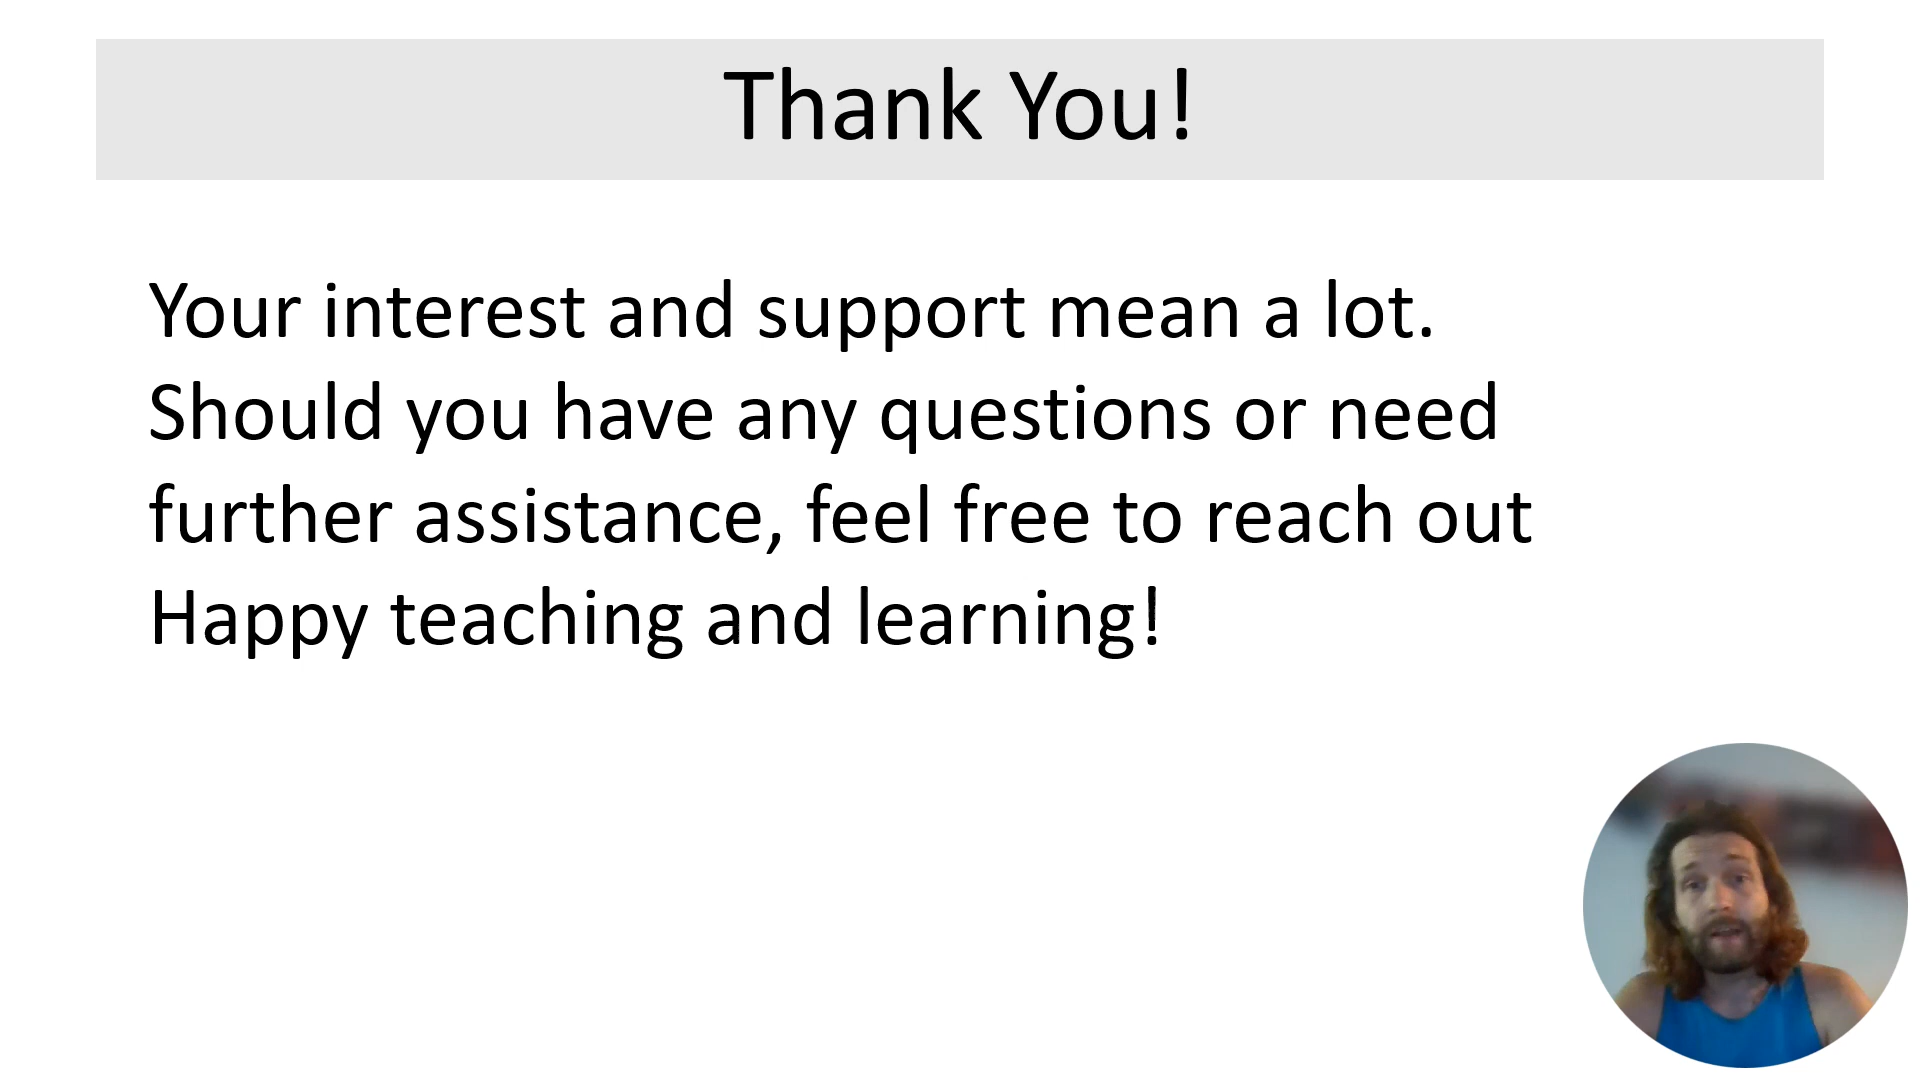 Thank You!
Your interest and support mean a lot.
Should you have any questions or need
further assistance, feel free to reach out
Happy teaching and learning!